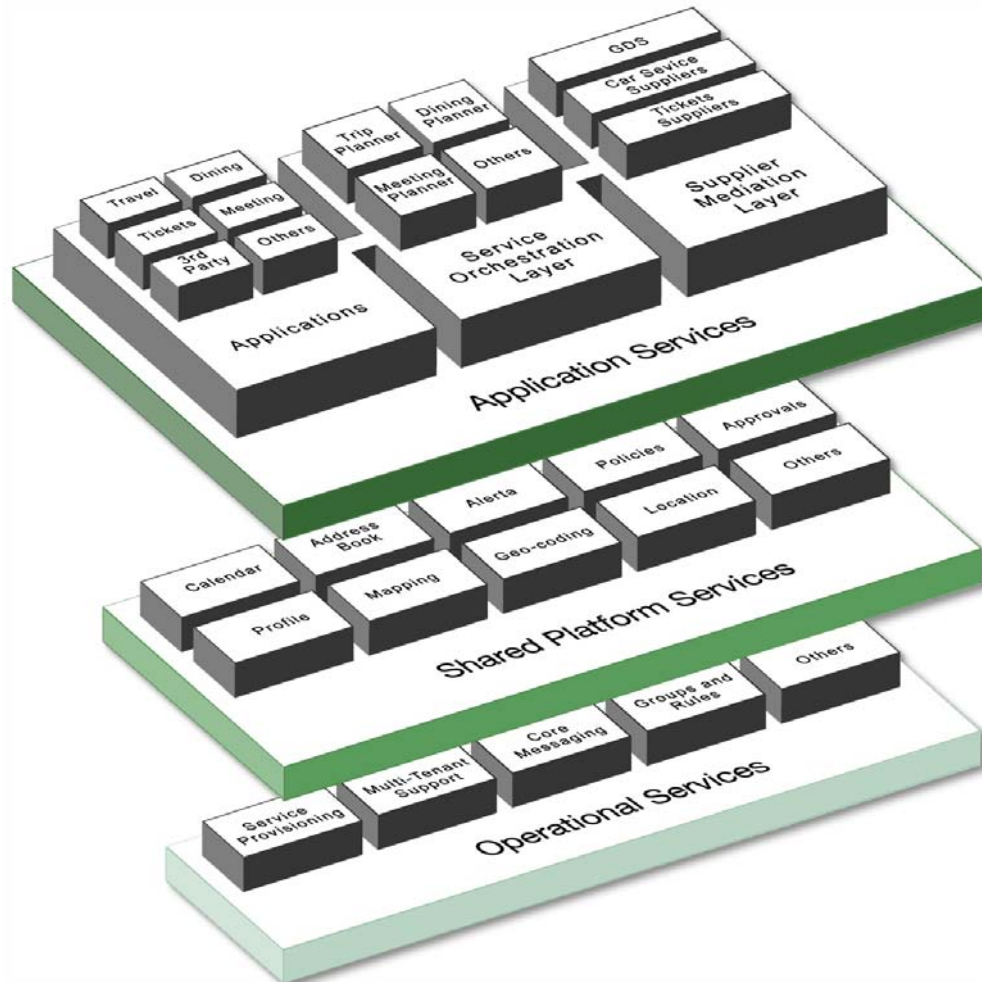 GDS
Car Sevice
Suppliers
Tickets
Suppliers
Supplier
Mediation
Layer
Trip
Planner
Dining
Planner
Meeting
Planner
Others
Service
Orchestration
Layer
Travel
Dining
Tickets
Meeting
3rd
Party
Others
Applications
Application Services
Calendar
Address
Book
Alerta
Policies
Approvals
Profile
Mapping
Geo-coding
Location
Others
Shared Platform Services
Service
Provisioning
Multi-Tenant
Support
Core
Messaging
Groups and
Rules
Others
Operational Services